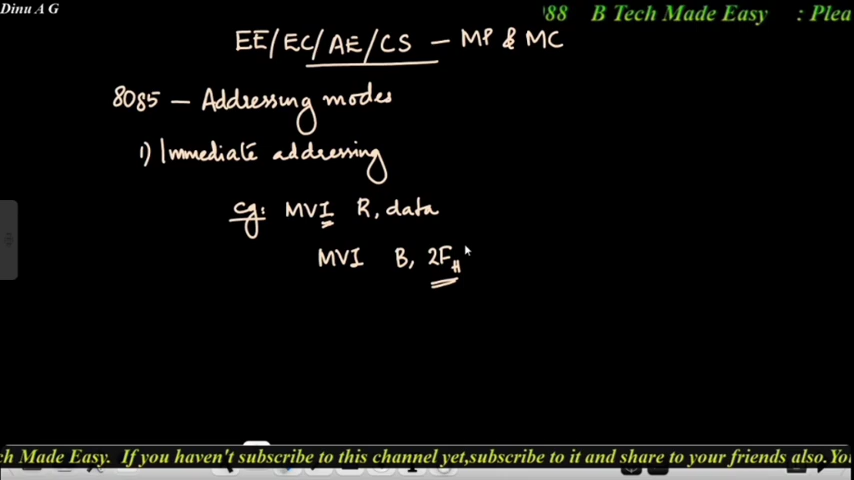 Dinu A G
988 B Tech Made Easy : Plea
EE/EC/AE/CS - MP & MC
8085 - Addressing modes
1) Immediate addressing
eg: MVI R, data
MVI B, 2FH
ch Made Easy. If you haven't subscribe to this channel yet,subscribe to it and share to your friends also.Yo